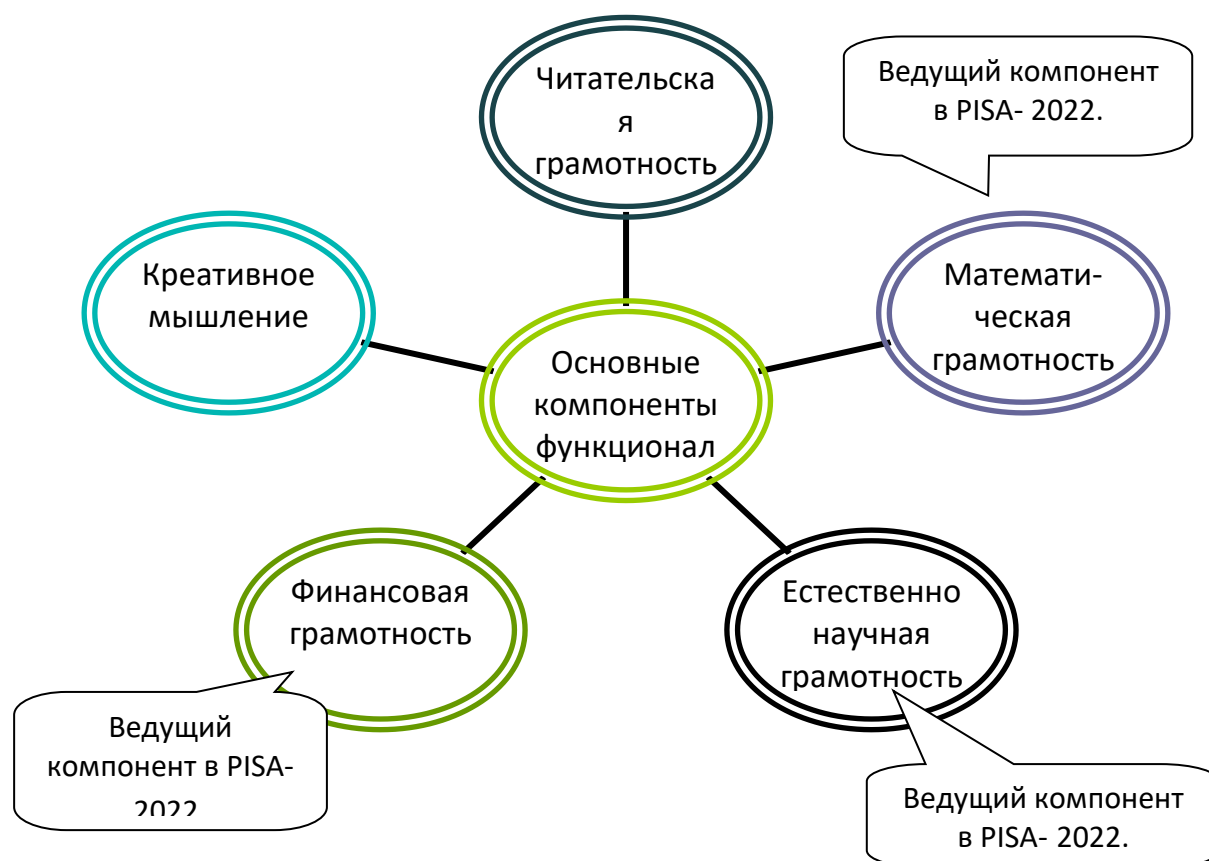 Читательска
я
грамотность
Ведущий компонент
в PISA- 2022.
Креативное
мышление
Математи-
ческая
грамотность
Основные
компоненты
функционал
Финансовая
грамотность
Естественно
научная
грамотность
Ведущий
компонент в PISA-
2022
Ведущий компонент
в PISA- 2022.